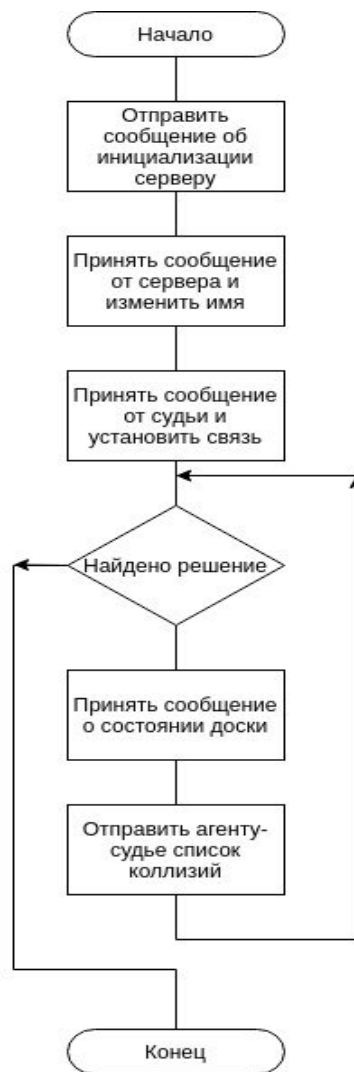 Начало
Отправить
сообщение об
инициализации
серверу
Принять сообщение
от сервера и
изменить имя
Принять сообщение
от судьи и
установить связь
Найдено решение
Принять сообщение
о состоянии доски
Отправить агенту-
судье список
коллизий
Конец